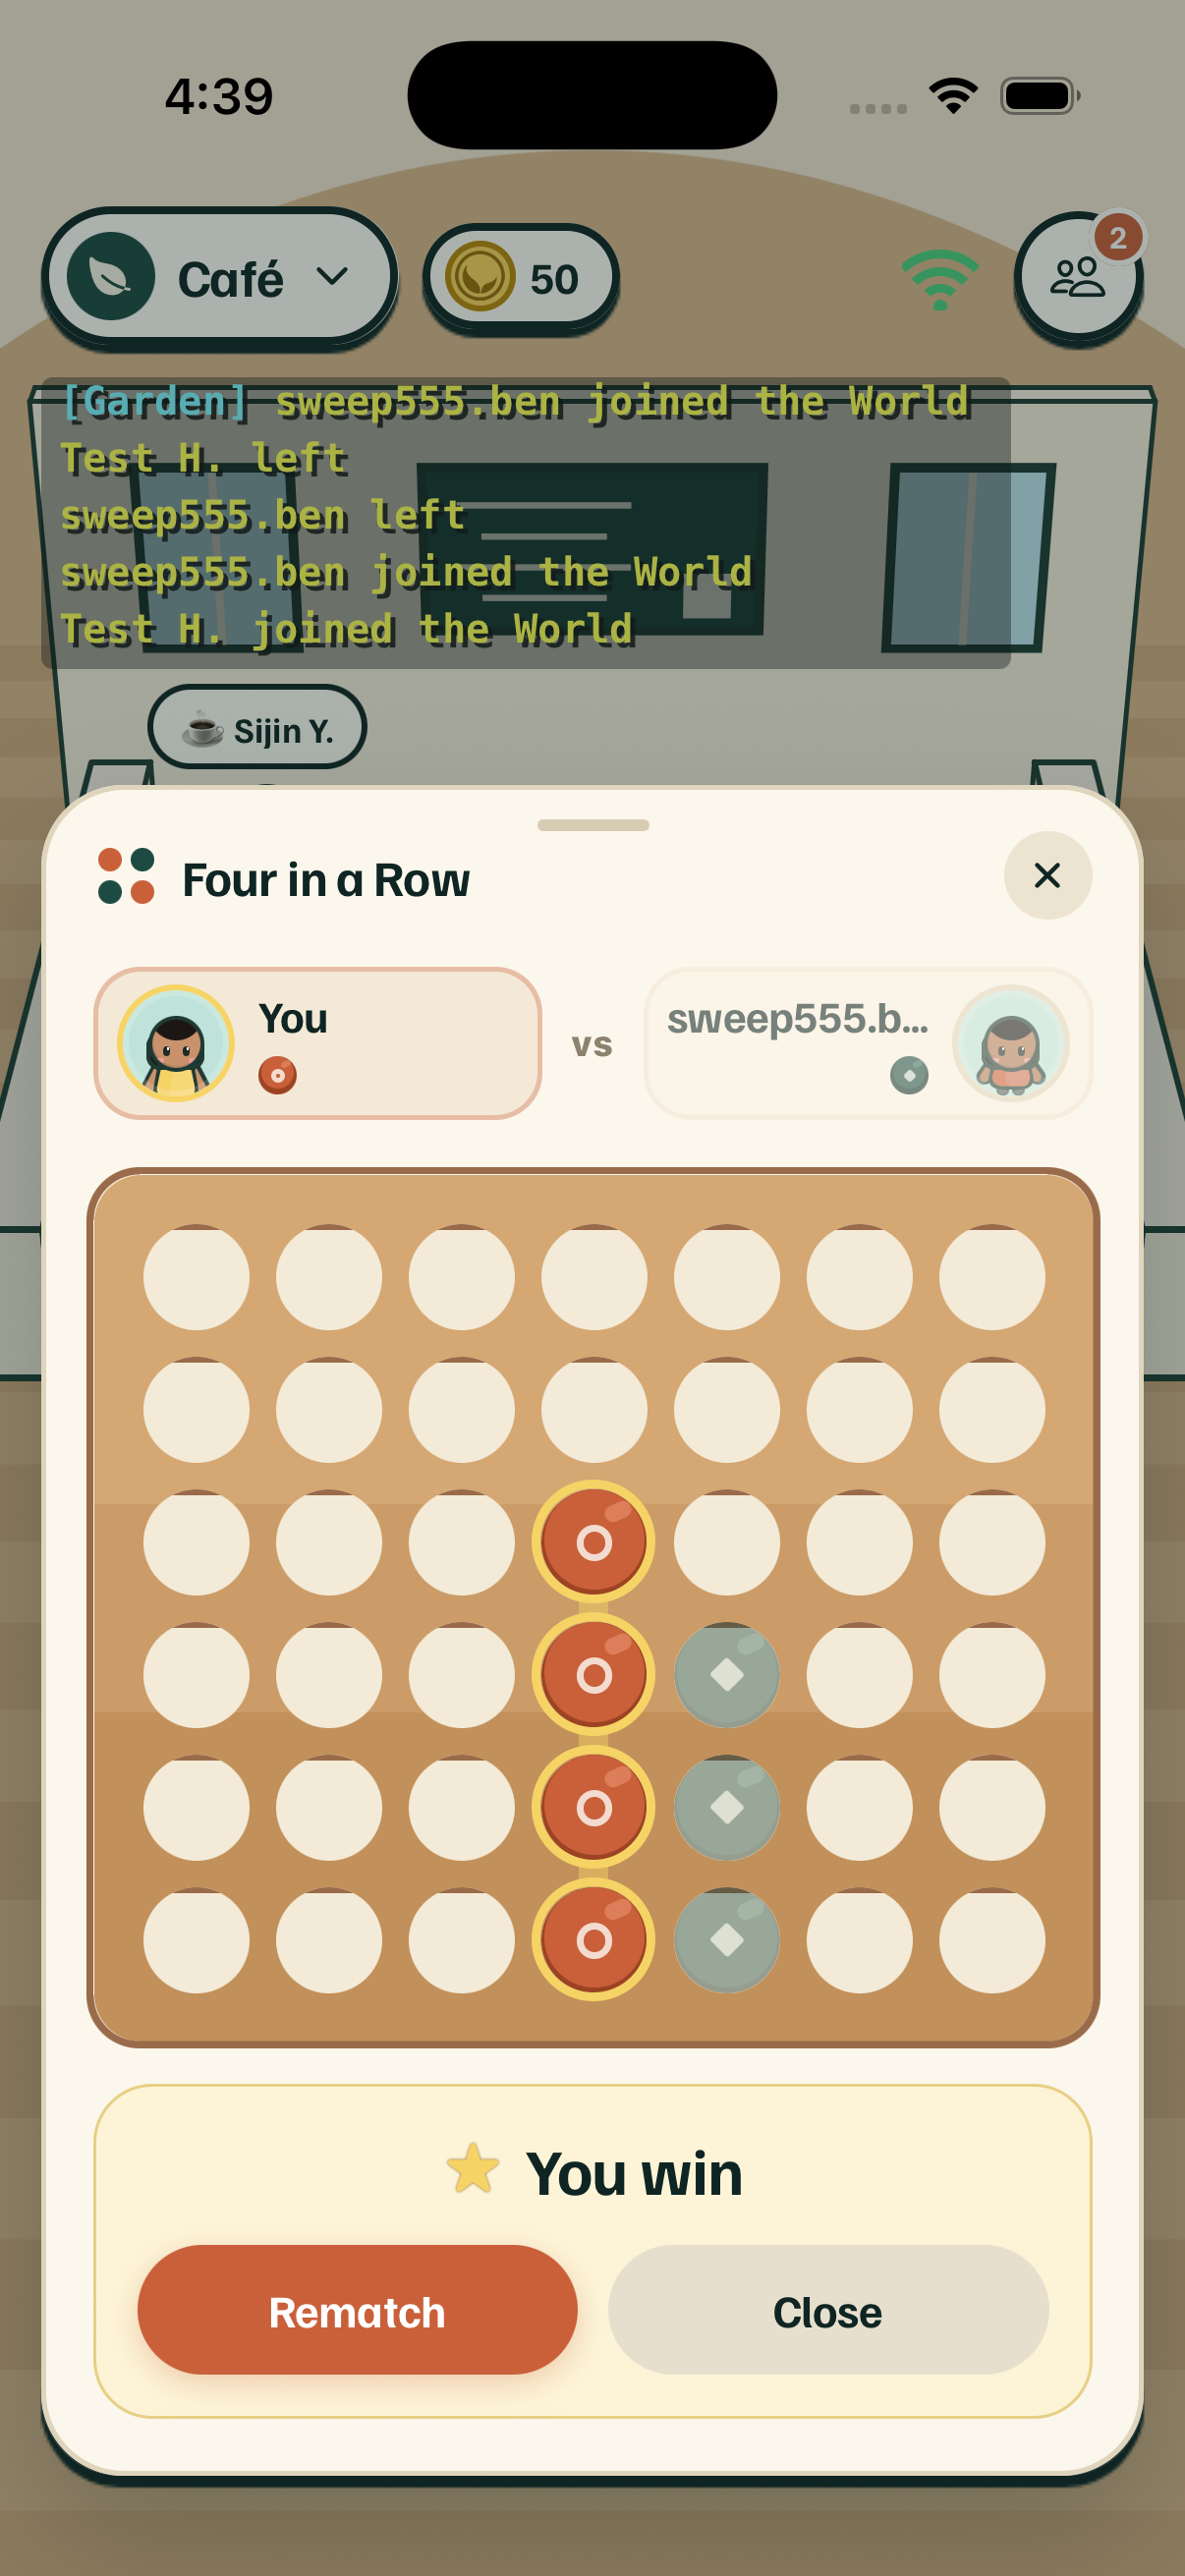 4:39
Café
50
2
[Garden] sweep555.ben joined the World
Test H. left
sweep555.ben left
sweep555.ben joined the World
Test H. joined the World
☕ Sijin Y.
Four in a Row
You
vs
sweep555.b...
You win
Rematch
Close